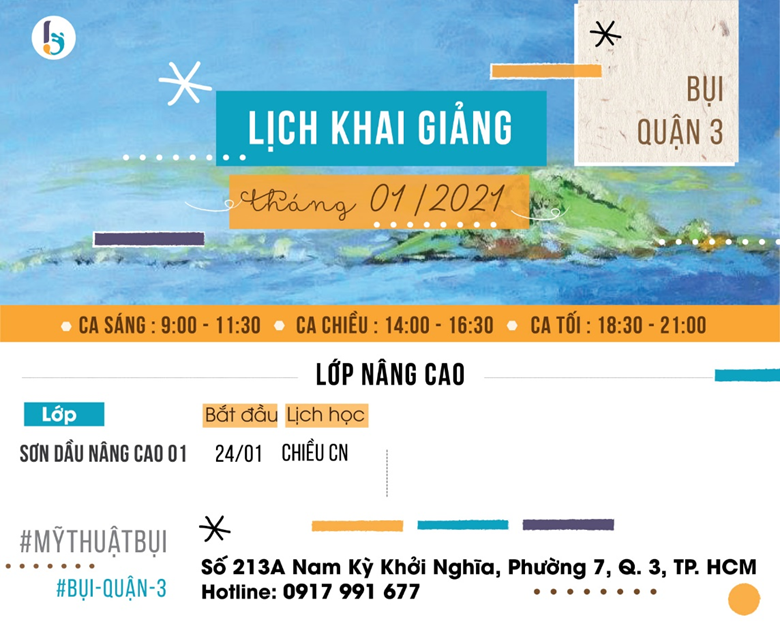 BỤI
QUẬN 3
LỊCH KHAI GIẢNG
tháng 01/2021
CA SÁNG : 9:00 - 11:30 CA CHIỀU : 14:00 - 16:30 CA TỐI : 18:30 - 21:00
LỚP NÂNG CAO
Lớp Bắt đầu Lịch học
SƠN DẦU NÂNG CAO 01 24/01 CHIỀU CN
#MỸTHUẬTBỤI
#BỤI-QUẬN-3
Số 213A Nam Kỳ Khởi Nghĩa, Phường 7, Q. 3, TP. HCM
Hotline: 0917 991 677